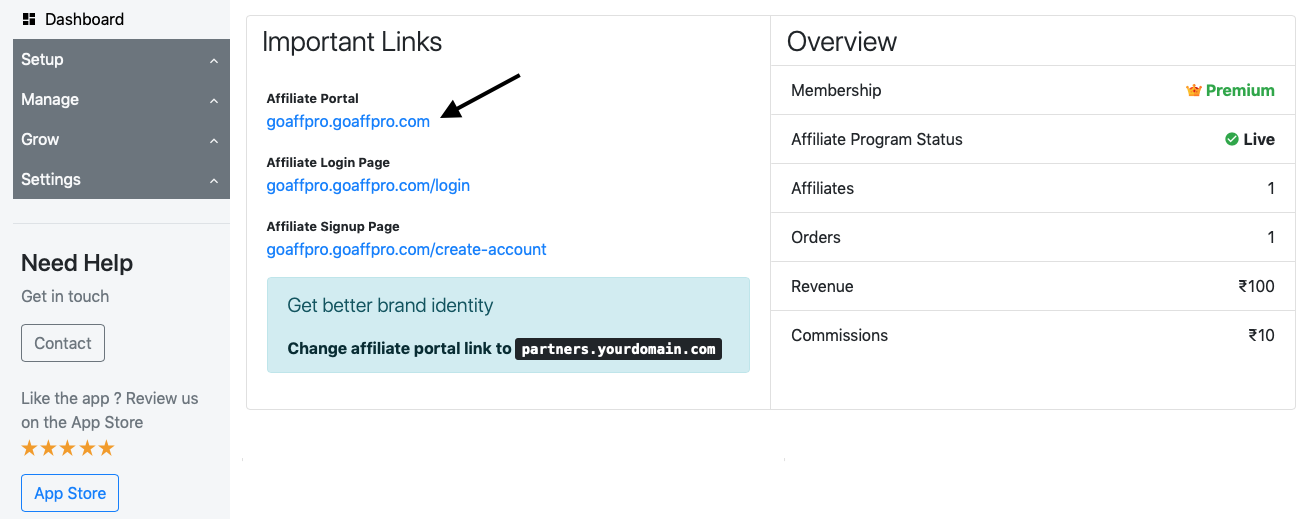 Dashboard
Setup
Manage
Grow
Settings
Need Help
Get in touch
Contact
Like the app ? Review us
on the App Store
App Store
Important Links
Affiliate Portal
goaffpro.goaffpro.com
Affiliate Login Page
goaffpro.goaffpro.com/login
Affiliate Signup Page
goaffpro.goaffpro.com/create-account
Get better brand identity
Change affiliate portal link to partners.yourdomain.com
Overview
Membership Premium
Affiliate Program Status Live
Affiliates 1
Orders 1
Revenue ₹100
Commissions ₹10